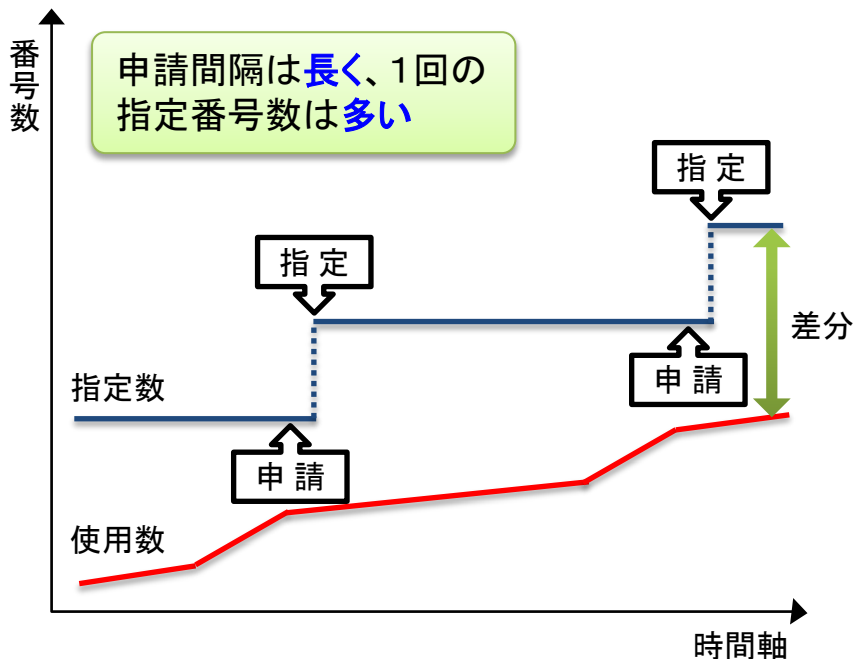 番号数
申請間隔は長く、1回の
指定番号数は多い
指定
指定
差分
申請
指定数
申請
使用数
時間軸